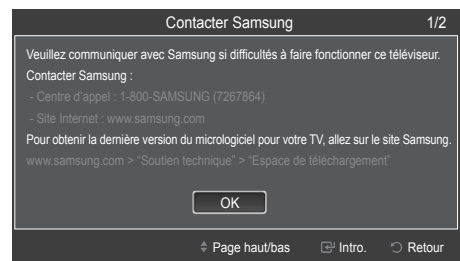 Contacter Samsung 1/2
Veuillez communiquer avec Samsung si difficultés à faire fonctionner ce téléviseur.
Contacter Samsung :
- Centre d'appel : 1-800-SAMSUNG (7267864)
- Site Internet : www.samsung.com
Pour obtenir la dernière version du micrologiciel pour votre TV, allez sur le site Samsung.
www.samsung.com > “Soutien technique” > “Espace de téléchargement”
OK
Page haut/bas Intro. Retour